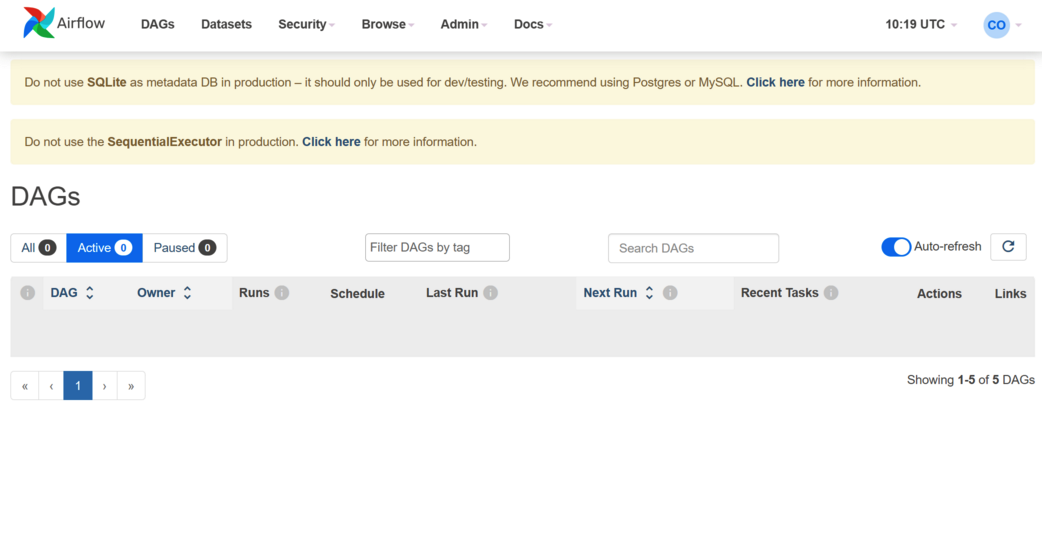 Airflow DAGs Datasets Security Browse Admin Docs 10:19 UTC CO
Do not use SQLite as metadata DB in production – it should only be used for dev/testing. We recommend using Postgres or MySQL. Click here for more information.
Do not use the SequentialExecutor in production. Click here for more information.
DAGs
All 0 Active 0 Paused 0 Filter DAGs by tag Search DAGs Auto-refresh
i DAG Owner Runs i Schedule Last Run i Next Run i Recent Tasks i Actions Links
« ‹ 1 › » Showing 1-5 of 5 DAGs